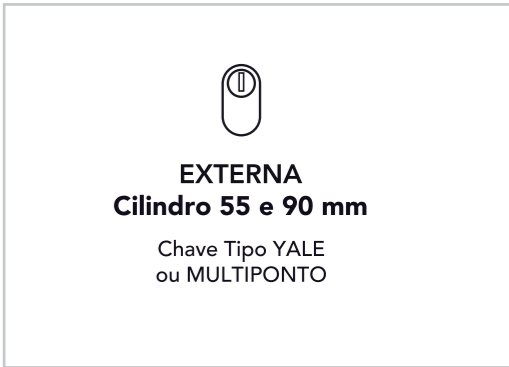 EXTERNA
Cilindro 55 e 90 mm
Chave Tipo YALE
ou MULTIPONTO